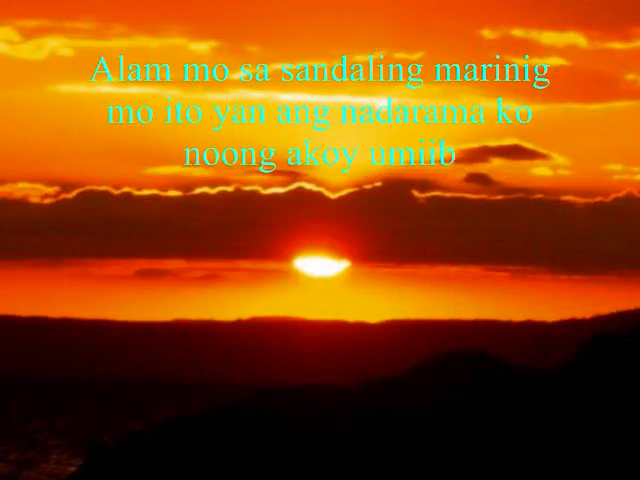 Alam mo sa sandaling marinig
mo ito yan ang nadarama ko
noong akoy umiib